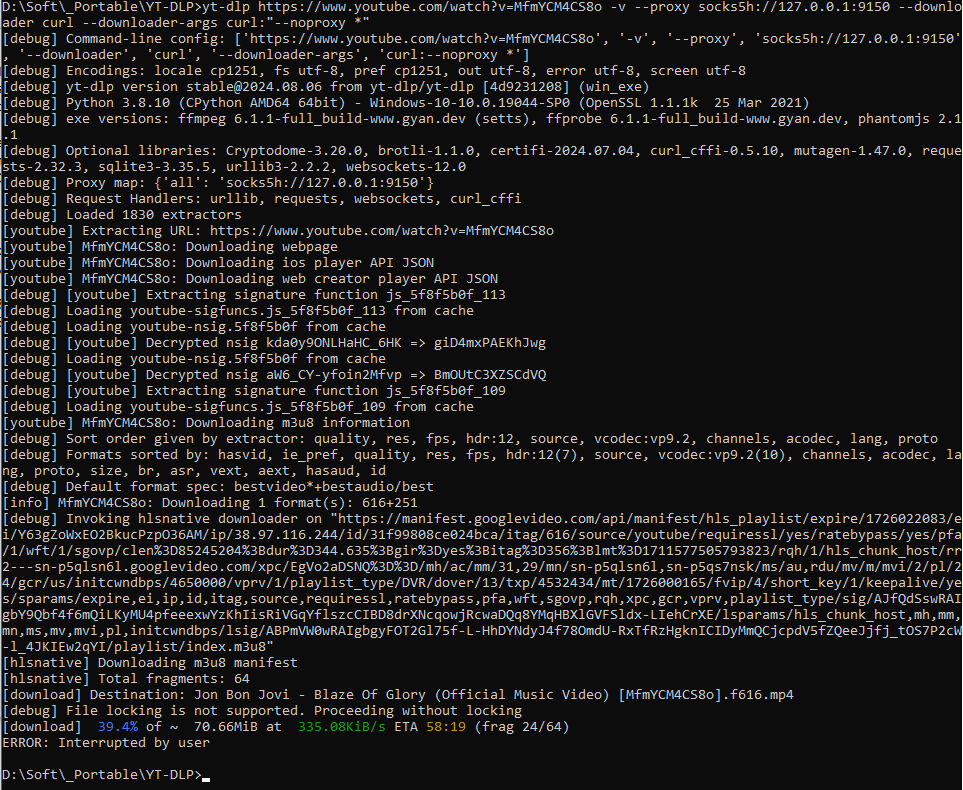 D:\Soft\_Portable\YT-DLP>yt-dlp https://www.youtube.com/watch?v=MfmYCM4CS8o -v --proxy socks5h://127.0.0.1:9150 --downlo
ader curl --downloader-args curl:"--noproxy *"
[debug] Command-line config: ['https://www.youtube.com/watch?v=MfmYCM4CS8o', '-v', '--proxy', 'socks5h://127.0.0.1:9150'
, '--downloader', 'curl', '--downloader-args', 'curl:--noproxy *']
[debug] Encodings: locale cp1251, fs utf-8, pref cp1251, out utf-8, error utf-8, screen utf-8
[debug] yt-dlp version stable@2024.08.06 from yt-dlp/yt-dlp [4d9231208] (win_exe)
[debug] Python 3.8.10 (CPython AMD64 64bit) - Windows-10-10.0.19044-SP0 (OpenSSL 1.1.1k  25 Mar 2021)
[debug] exe versions: ffmpeg 6.1.1-full_build-www.gyan.dev (setts), ffprobe 6.1.1-full_build-www.gyan.dev, phantomjs 2.1
.1
[debug] Optional libraries: Cryptodome-3.20.0, brotli-1.1.0, certifi-2024.07.04, curl_cffi-0.5.10, mutagen-1.47.0, reque
sts-2.32.3, sqlite3-3.35.5, urllib3-2.2.2, websockets-12.0
[debug] Proxy map: {'all': 'socks5h://127.0.0.1:9150'}
[debug] Request Handlers: urllib, requests, websockets, curl_cffi
[debug] Loaded 1830 extractors
[youtube] Extracting URL: https://www.youtube.com/watch?v=MfmYCM4CS8o
[youtube] MfmYCM4CS8o: Downloading webpage
[youtube] MfmYCM4CS8o: Downloading ios player API JSON
[youtube] MfmYCM4CS8o: Downloading web creator player API JSON
[debug] [youtube] Extracting signature function js_5f8f5b0f_113
[debug] Loading youtube-sigfuncs.js_5f8f5b0f_113 from cache
[debug] Loading youtube-nsig.5f8f5b0f from cache
[debug] [youtube] Decrypted nsig kda0y9ONLHaHC_6HK => giD4mxPAEKhJwg
[debug] Loading youtube-nsig.5f8f5b0f from cache
[debug] [youtube] Decrypted nsig aW6_CY-yfoin2Mfvp => BmOUtC3XZSCdVQ
[debug] [youtube] Extracting signature function js_5f8f5b0f_109
[debug] Loading youtube-sigfuncs.js_5f8f5b0f_109 from cache
[youtube] MfmYCM4CS8o: Downloading m3u8 information
[debug] Sort order given by extractor: quality, res, fps, hdr:12, source, vcodec:vp9.2, channels, acodec, lang, proto
[debug] Formats sorted by: hasvid, ie_pref, quality, res, fps, hdr:12(7), source, vcodec:vp9.2(10), channels, acodec, la
ng, proto, size, br, asr, vext, aext, hasaud, id
[debug] Default format spec: bestvideo*+bestaudio/best
[info] MfmYCM4CS8o: Downloading 1 format(s): 616+251
[debug] Invoking hlsnative downloader on "https://manifest.googlevideo.com/api/manifest/hls_playlist/expire/1726022083/e
i/Y63gZoWxEO2BkucPzpO36AM/ip/38.97.116.244/id/31f99808ce024bca/itag/616/source/youtube/requiressl/yes/ratebypass/yes/pfa
/1/wft/1/sgovp/clen%3D85245204%3Bdur%3D344.635%3Bgir%3Dyes%3Bitag%3D356%3Blmt%3D1711577505793823/rqh/1/hls_chunk_host/rr
2---sn-p5qlsn6l.googlevideo.com/xpc/EgVo2aDSNQ%3D%3D/mh/ac/mm/31,29/mn/sn-p5qlsn6l,sn-p5qs7nsk/ms/au,rdu/mv/m/mvi/2/pl/2
4/gcr/us/initcwndbps/4650000/vprv/1/playlist_type/DVR/dover/13/txp/4532434/mt/1726000165/fvip/4/short_key/1/keepalive/ye
s/sparams/expire,ei,ip,id,itag,source,requiressl,ratebypass,pfa,wft,sgovp,rqh,xpc,gcr,vprv,playlist_type/sig/AJfQdSswRAI
gbY9Qbf4f6mQiLKyMU4pfeeexwYzKhIisRiVGqYflszcCIBD8drXNcqowjRcwaDQq8YMqHBXlGVFSldx-LIehCrXE/lsparams/hls_chunk_host,mh,mm,
mn,ms,mv,mvi,pl,initcwndbps/lsig/ABPmVW0wRAIgbgyFOT2Gl75f-L-HhDYNdyJ4f78OmdU-RxTfRzHgknICIDyMmQCjcpdV5fZQeeJjfj_tOS7P2cW
-l_4JKIEw2qYI/playlist/index.m3u8"
[hlsnative] Downloading m3u8 manifest
[hlsnative] Total fragments: 64
[download] Destination: Jon Bon Jovi - Blaze Of Glory (Official Music Video) [MfmYCM4CS8o].f616.mp4
[debug] File locking is not supported. Proceeding without locking
[download]  39.4% of ~  70.66MiB at  335.08KiB/s ETA 58:19 (frag 24/64)
ERROR: Interrupted by user
D:\Soft\_Portable\YT-DLP>